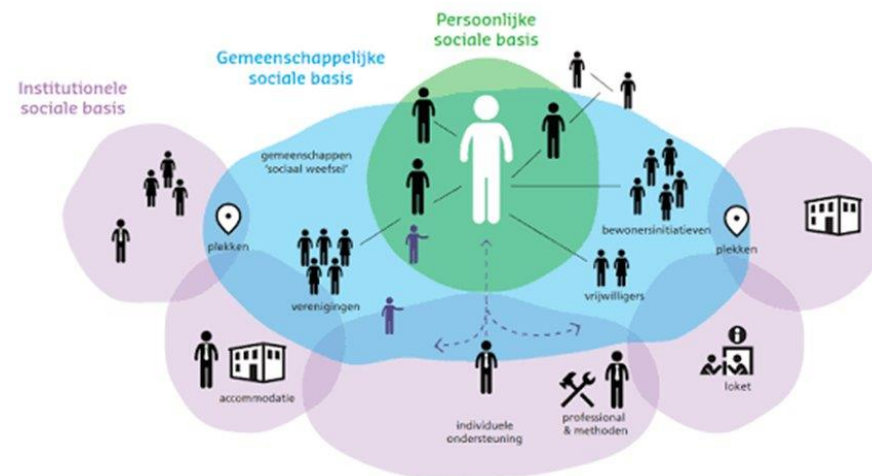 Persoonlijke
sociale basis
Gemeenschappelijke
sociale basis
Institutionele
sociale basis
gemeenschappen
'sociaal weefsel'
plekken
verenigingen
bewonersinitiatieven
plekken
vrijwilligers
accommodatie
individuele
ondersteuning
professional
& methoden
loket